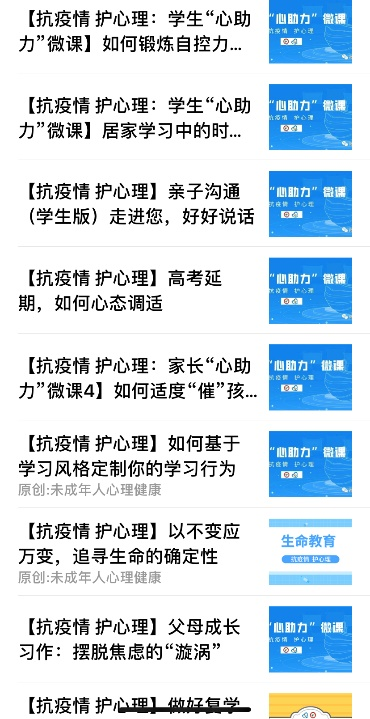 【抗疫情 护心理：学生“心助
力”微课】如何锻炼自控力...
“心助力”微课
抗疫情 护心理
【抗疫情 护心理：学生“心助
力”微课】居家学习中的时...
“心助力”微课
抗疫情 护心理
【抗疫情 护心理】亲子沟通
（学生版）走进您，好好说话
“心助力”微课
抗疫情 护心理
【抗疫情 护心理】高考延
期，如何心态调适
“心助力”微课
抗疫情 护心理
【抗疫情 护心理：家长“心助
力”微课4】如何适度“催”孩...
“心助力”微课
抗疫情 护心理
【抗疫情 护心理】如何基于
学习风格定制你的学习行为
原创:未成年人心理健康
“心助力”微课
抗疫情 护心理
【抗疫情 护心理】以不变应
万变，追寻生命的确定性
原创:未成年人心理健康
生命教育
抗疫情 护心理
【抗疫情 护心理】父母成长
习作：摆脱焦虑的“漩涡”
“心助力”微课
抗疫情 护心理
【抗疫情 护心理】做好复学